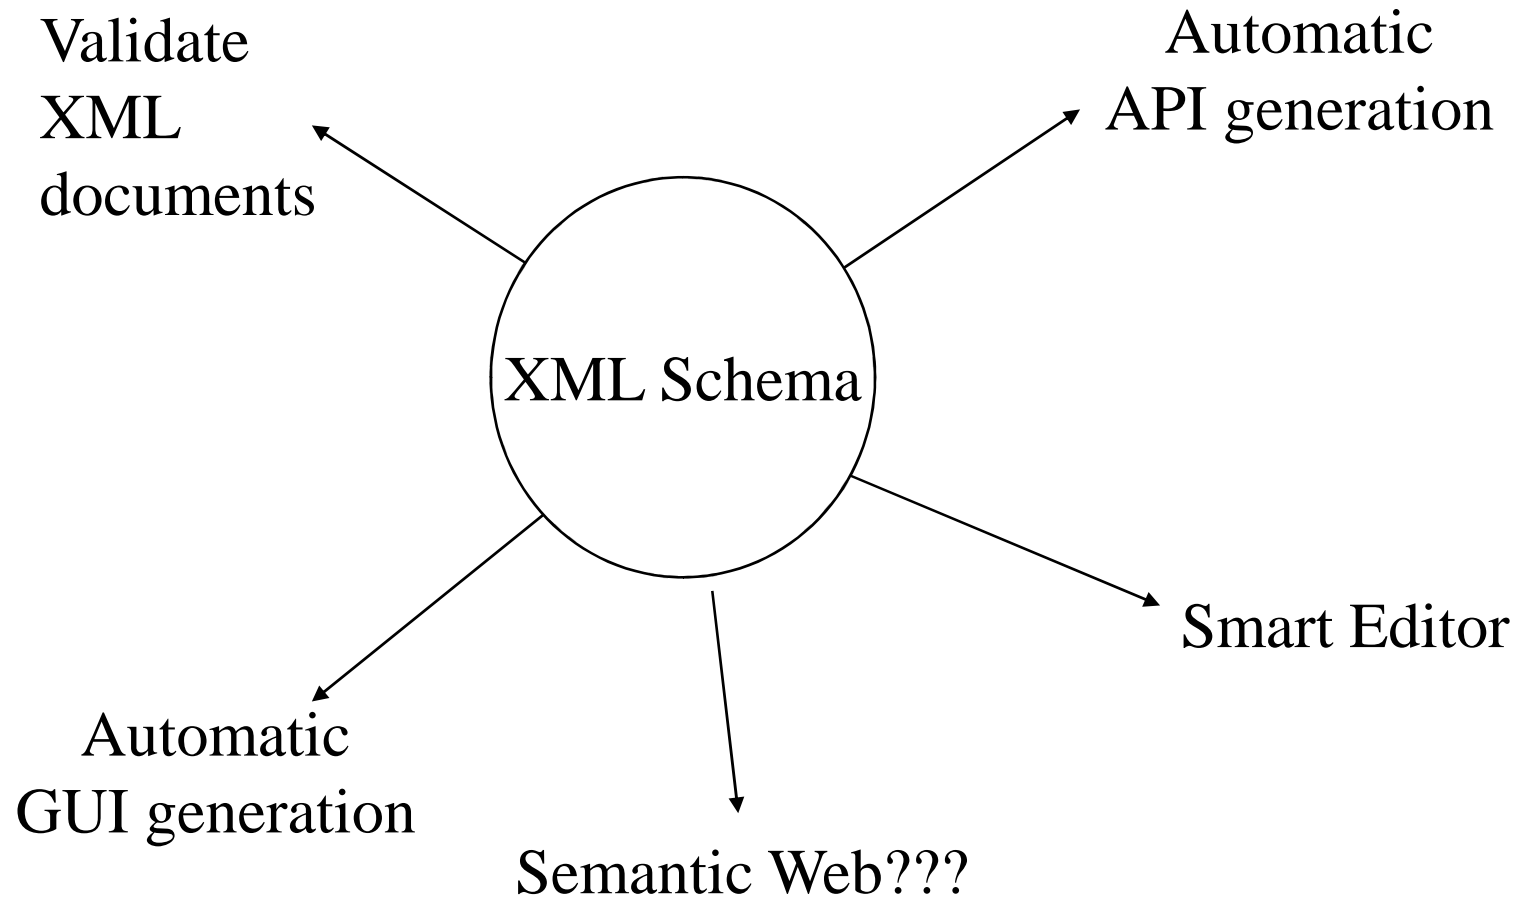 Validate
XML
documents
Automatic
API generation
XML Schema
Smart Editor
Automatic
GUI generation
Semantic Web???